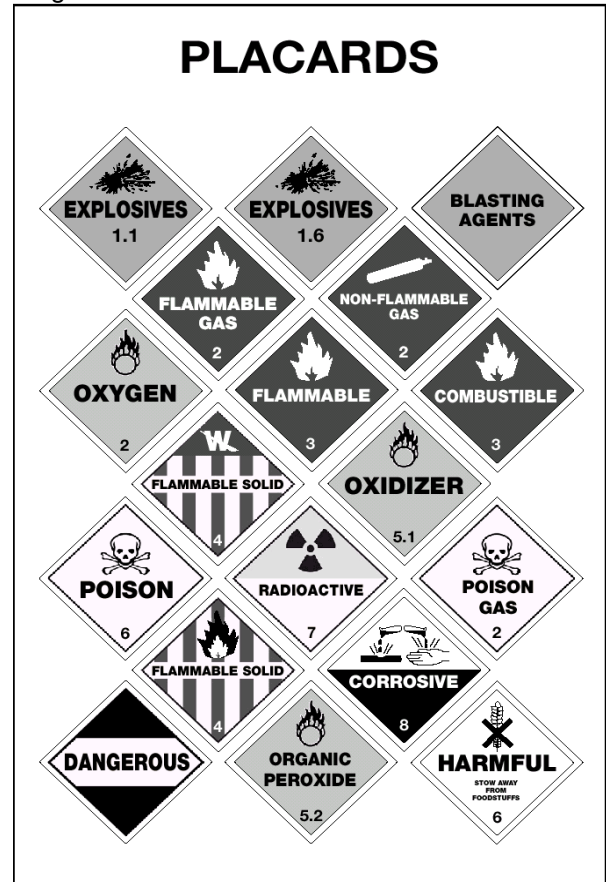 PLACARDS
EXPLOSIVES
1.1
EXPLOSIVES
1.6
BLASTING
AGENTS
FLAMMABLE
GAS
2
NON-FLAMMABLE
GAS
2
OXYGEN
2
FLAMMABLE
3
COMBUSTIBLE
3
W
FLAMMABLE SOLID
4
OXIDIZER
5.1
POISON
6
RADIOACTIVE
7
POISON
GAS
2
FLAMMABLE SOLID
4
CORROSIVE
8
DANGEROUS
ORGANIC
PEROXIDE
5.2
HARMFUL
STOW AWAY
FROM
FOODSTUFFS
6